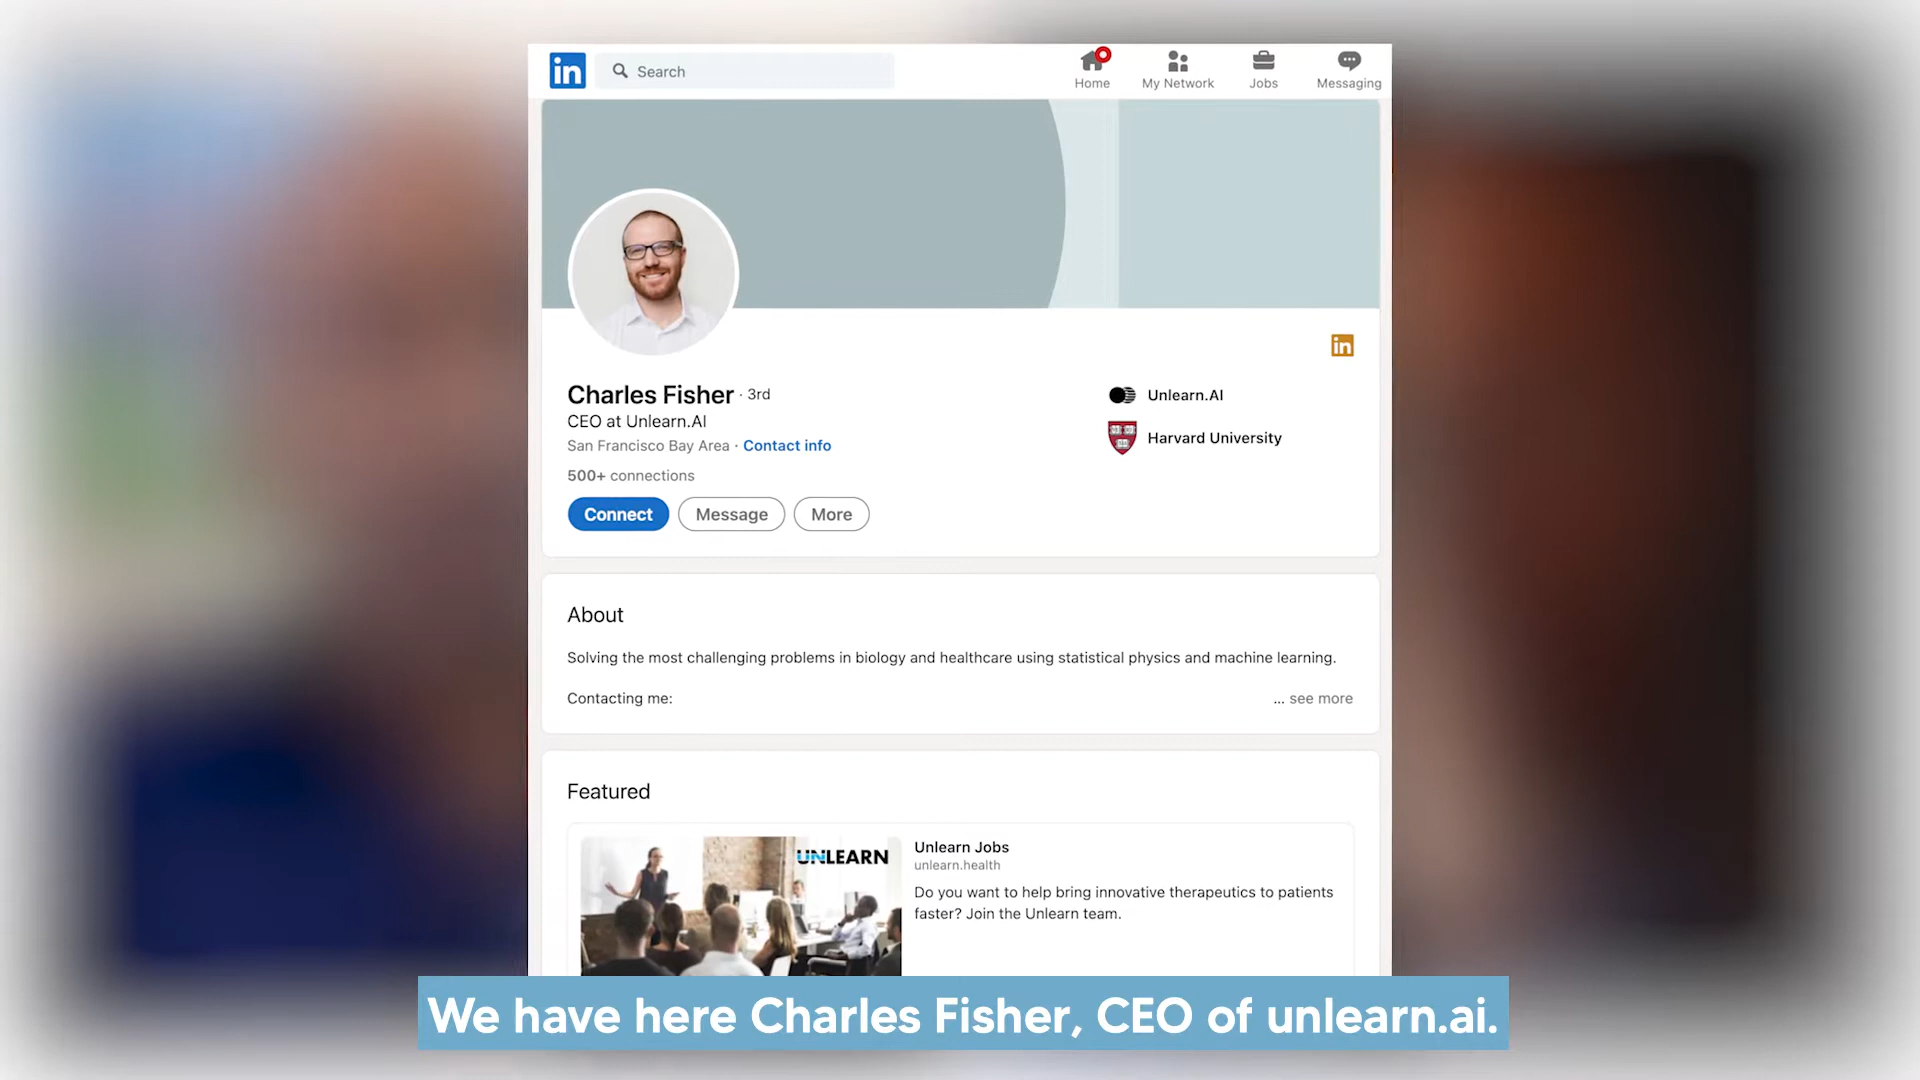 in
Search
Home
My Network
Jobs
Messaging
in
Charles Fisher · 3rd
CEO at Unlearn.AI
San Francisco Bay Area · Contact info
500+ connections
Connect
Message
More
Unlearn.AI
Harvard University
About
Solving the most challenging problems in biology and healthcare using statistical physics and machine learning.
Contacting me:
... see more
Featured
UNLEARN
Unlearn Jobs
unlearn.health
Do you want to help bring innovative therapeutics to patients
faster? Join the Unlearn team.
We have here Charles Fisher, CEO of unlearn.ai.